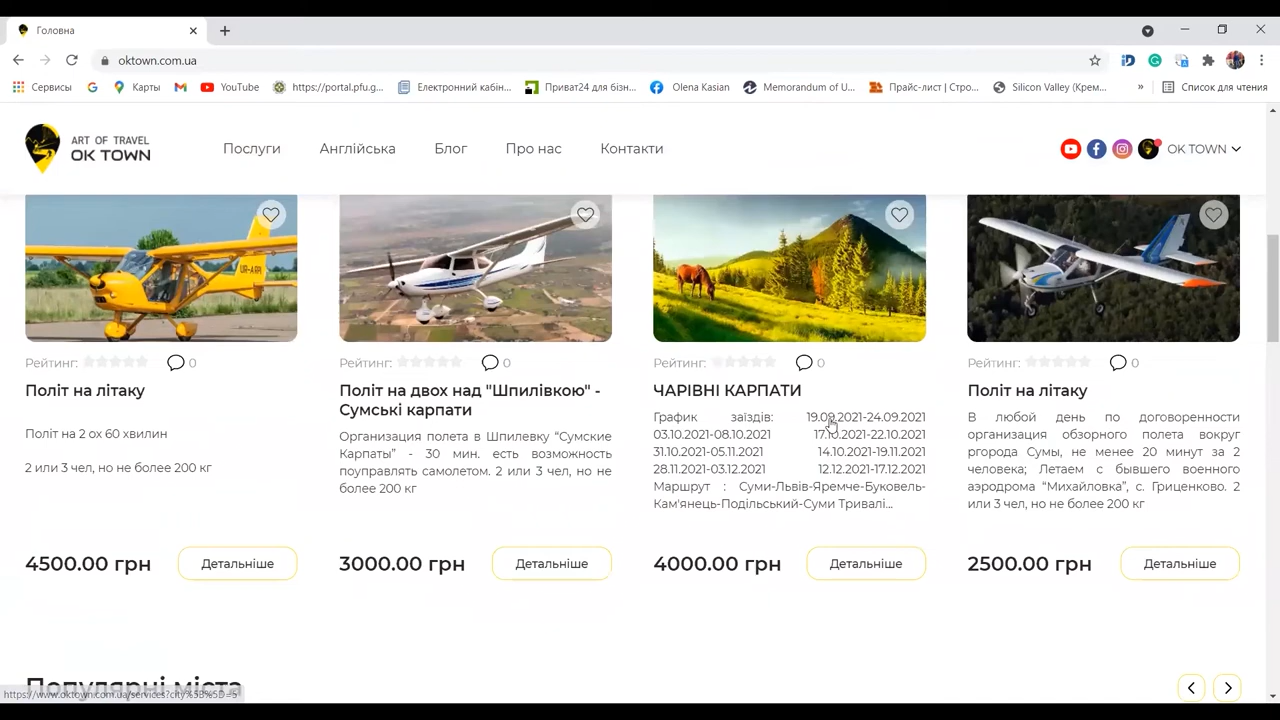 Головна
oktown.com.ua
Сервисы
Карты
YouTube
https://portal.pfu.g...
Електронний кабін...
Приват24 для бізн...
Olena Kasian
Memorandum of U...
Прайс-лист | Стро...
Silicon Valley (Крем...
»
Список для чтения
ART OF TRAVEL
OK TOWN
Послуги
Англійська
Блог
Про нас
Контакти
OK TOWN
UR-ARR
Рейтинг:
0
Політ на літаку
Політ на 2 ох 60 хвилин
2 или 3 чел, но не более 200 кг
4500.00 грн
Детальніше
Рейтинг:
0
Політ на двох над "Шпилівкою" -
Сумські карпати
Организация полета в Шпилевку “Сумские
Карпаты” - 30 мин. есть возможность
поуправлять самолетом. 2 или 3 чел, но не
более 200 кг
3000.00 грн
Детальніше
Рейтинг:
0
ЧАРІВНІ КАРПАТИ
График заїздів: 19.09.2021-24.09.2021
03.10.2021-08.10.2021 17.10.2021-22.10.2021
31.10.2021-05.11.2021 14.10.2021-19.11.2021
28.11.2021-03.12.2021 12.12.2021-17.12.2021
Маршрут : Суми-Львів-Яремче-Буковель-
Кам'янець-Подільський-Суми Тривалі...
4000.00 грн
Детальніше
Рейтинг:
0
Політ на літаку
В любой день по договоренности
организация обзорного полета вокруг
ргорода Сумы, не менее 20 минут за 2
человека; Летаем с бывшего военного
аэродрома “Михайловка”, с. Гриценково. 2
или 3 чел, но не более 200 кг
2500.00 грн
Детальніше
Популярні міста
https://www.oktown.com.ua/services?city%5B%5D=5